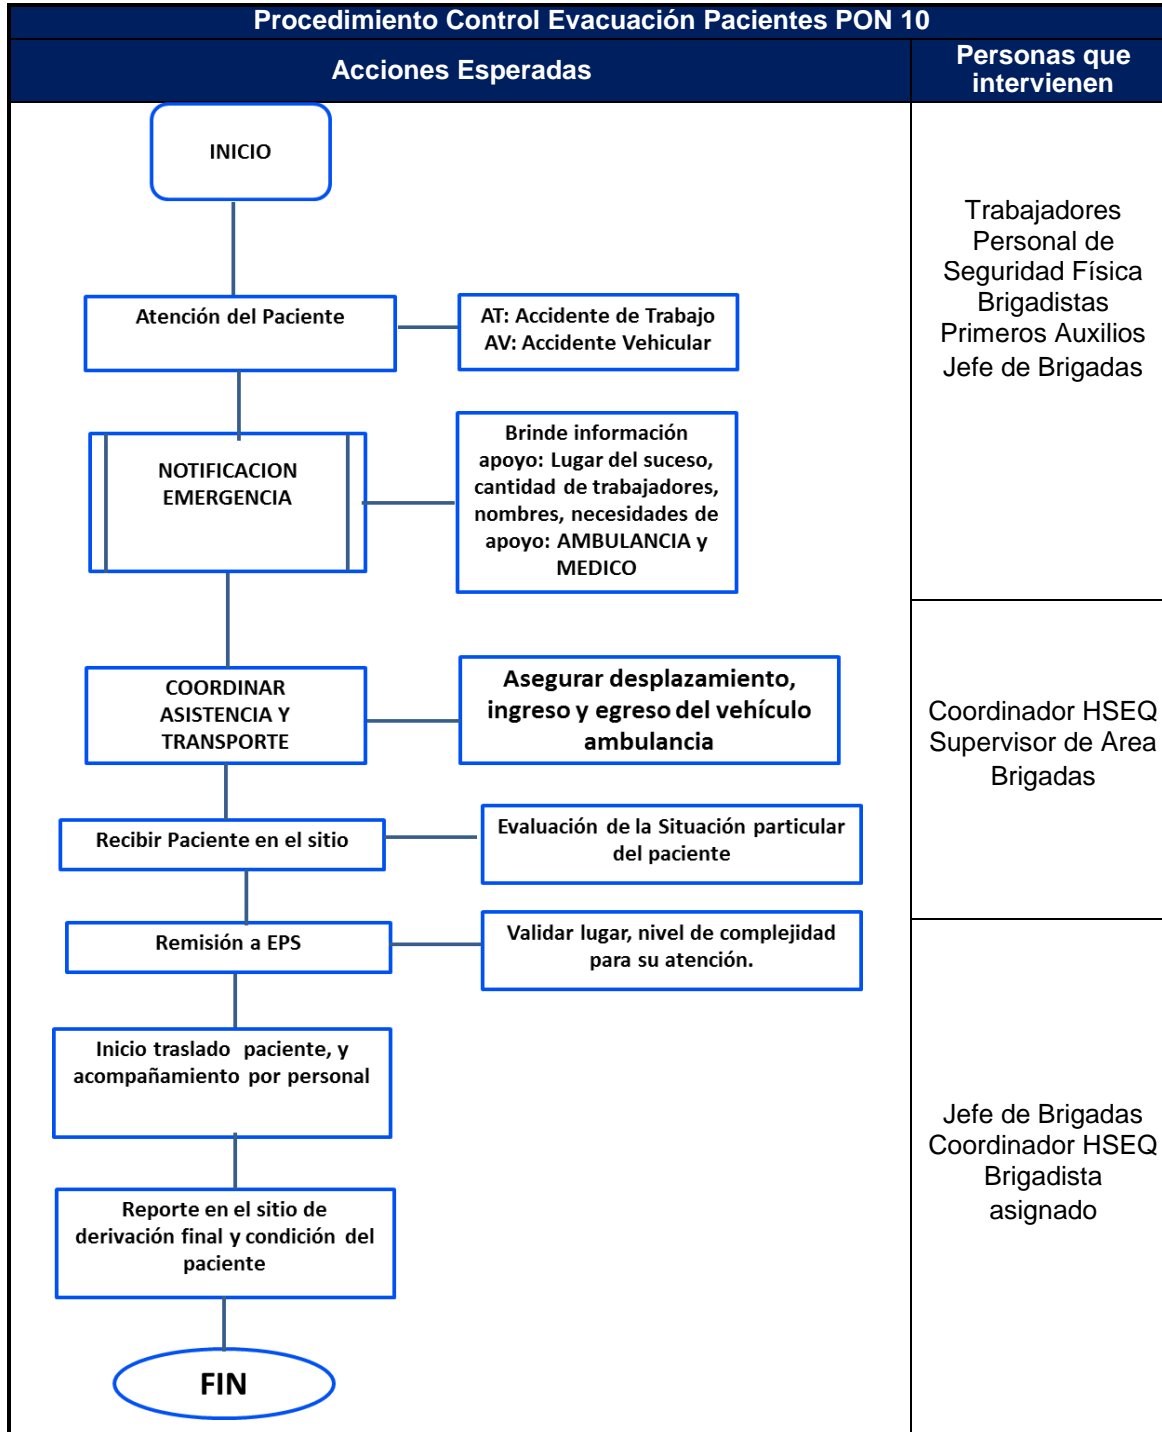 Procedimiento Control Evacuación Pacientes PON 10
Acciones Esperadas
Personas que
intervienen
INICIO
Atención del Paciente
AT: Accidente de Trabajo
AV: Accidente Vehicular
NOTIFICACION
EMERGENCIA
Brinde información
apoyo: Lugar del suceso,
cantidad de trabajadores,
nombres, necesidades de
apoyo: AMBULANCIA y
MEDICO
Trabajadores
Personal de
Seguridad Física
Brigadistas
Primeros Auxilios
Jefe de Brigadas
COORDINAR
ASISTENCIA Y
TRANSPORTE
Asegurar desplazamiento,
ingreso y egreso del vehículo
ambulancia
Recibir Paciente en el sitio
Evaluación de la Situación particular
del paciente
Coordinador HSEQ
Supervisor de Area
Brigadas
Remisión a EPS
Validar lugar, nivel de complejidad
para su atención.
Inicio traslado paciente, y
acompañamiento por personal
Reporte en el sitio de
derivación final y condición del
paciente
FIN
Jefe de Brigadas
Coordinador HSEQ
Brigadista
asignado